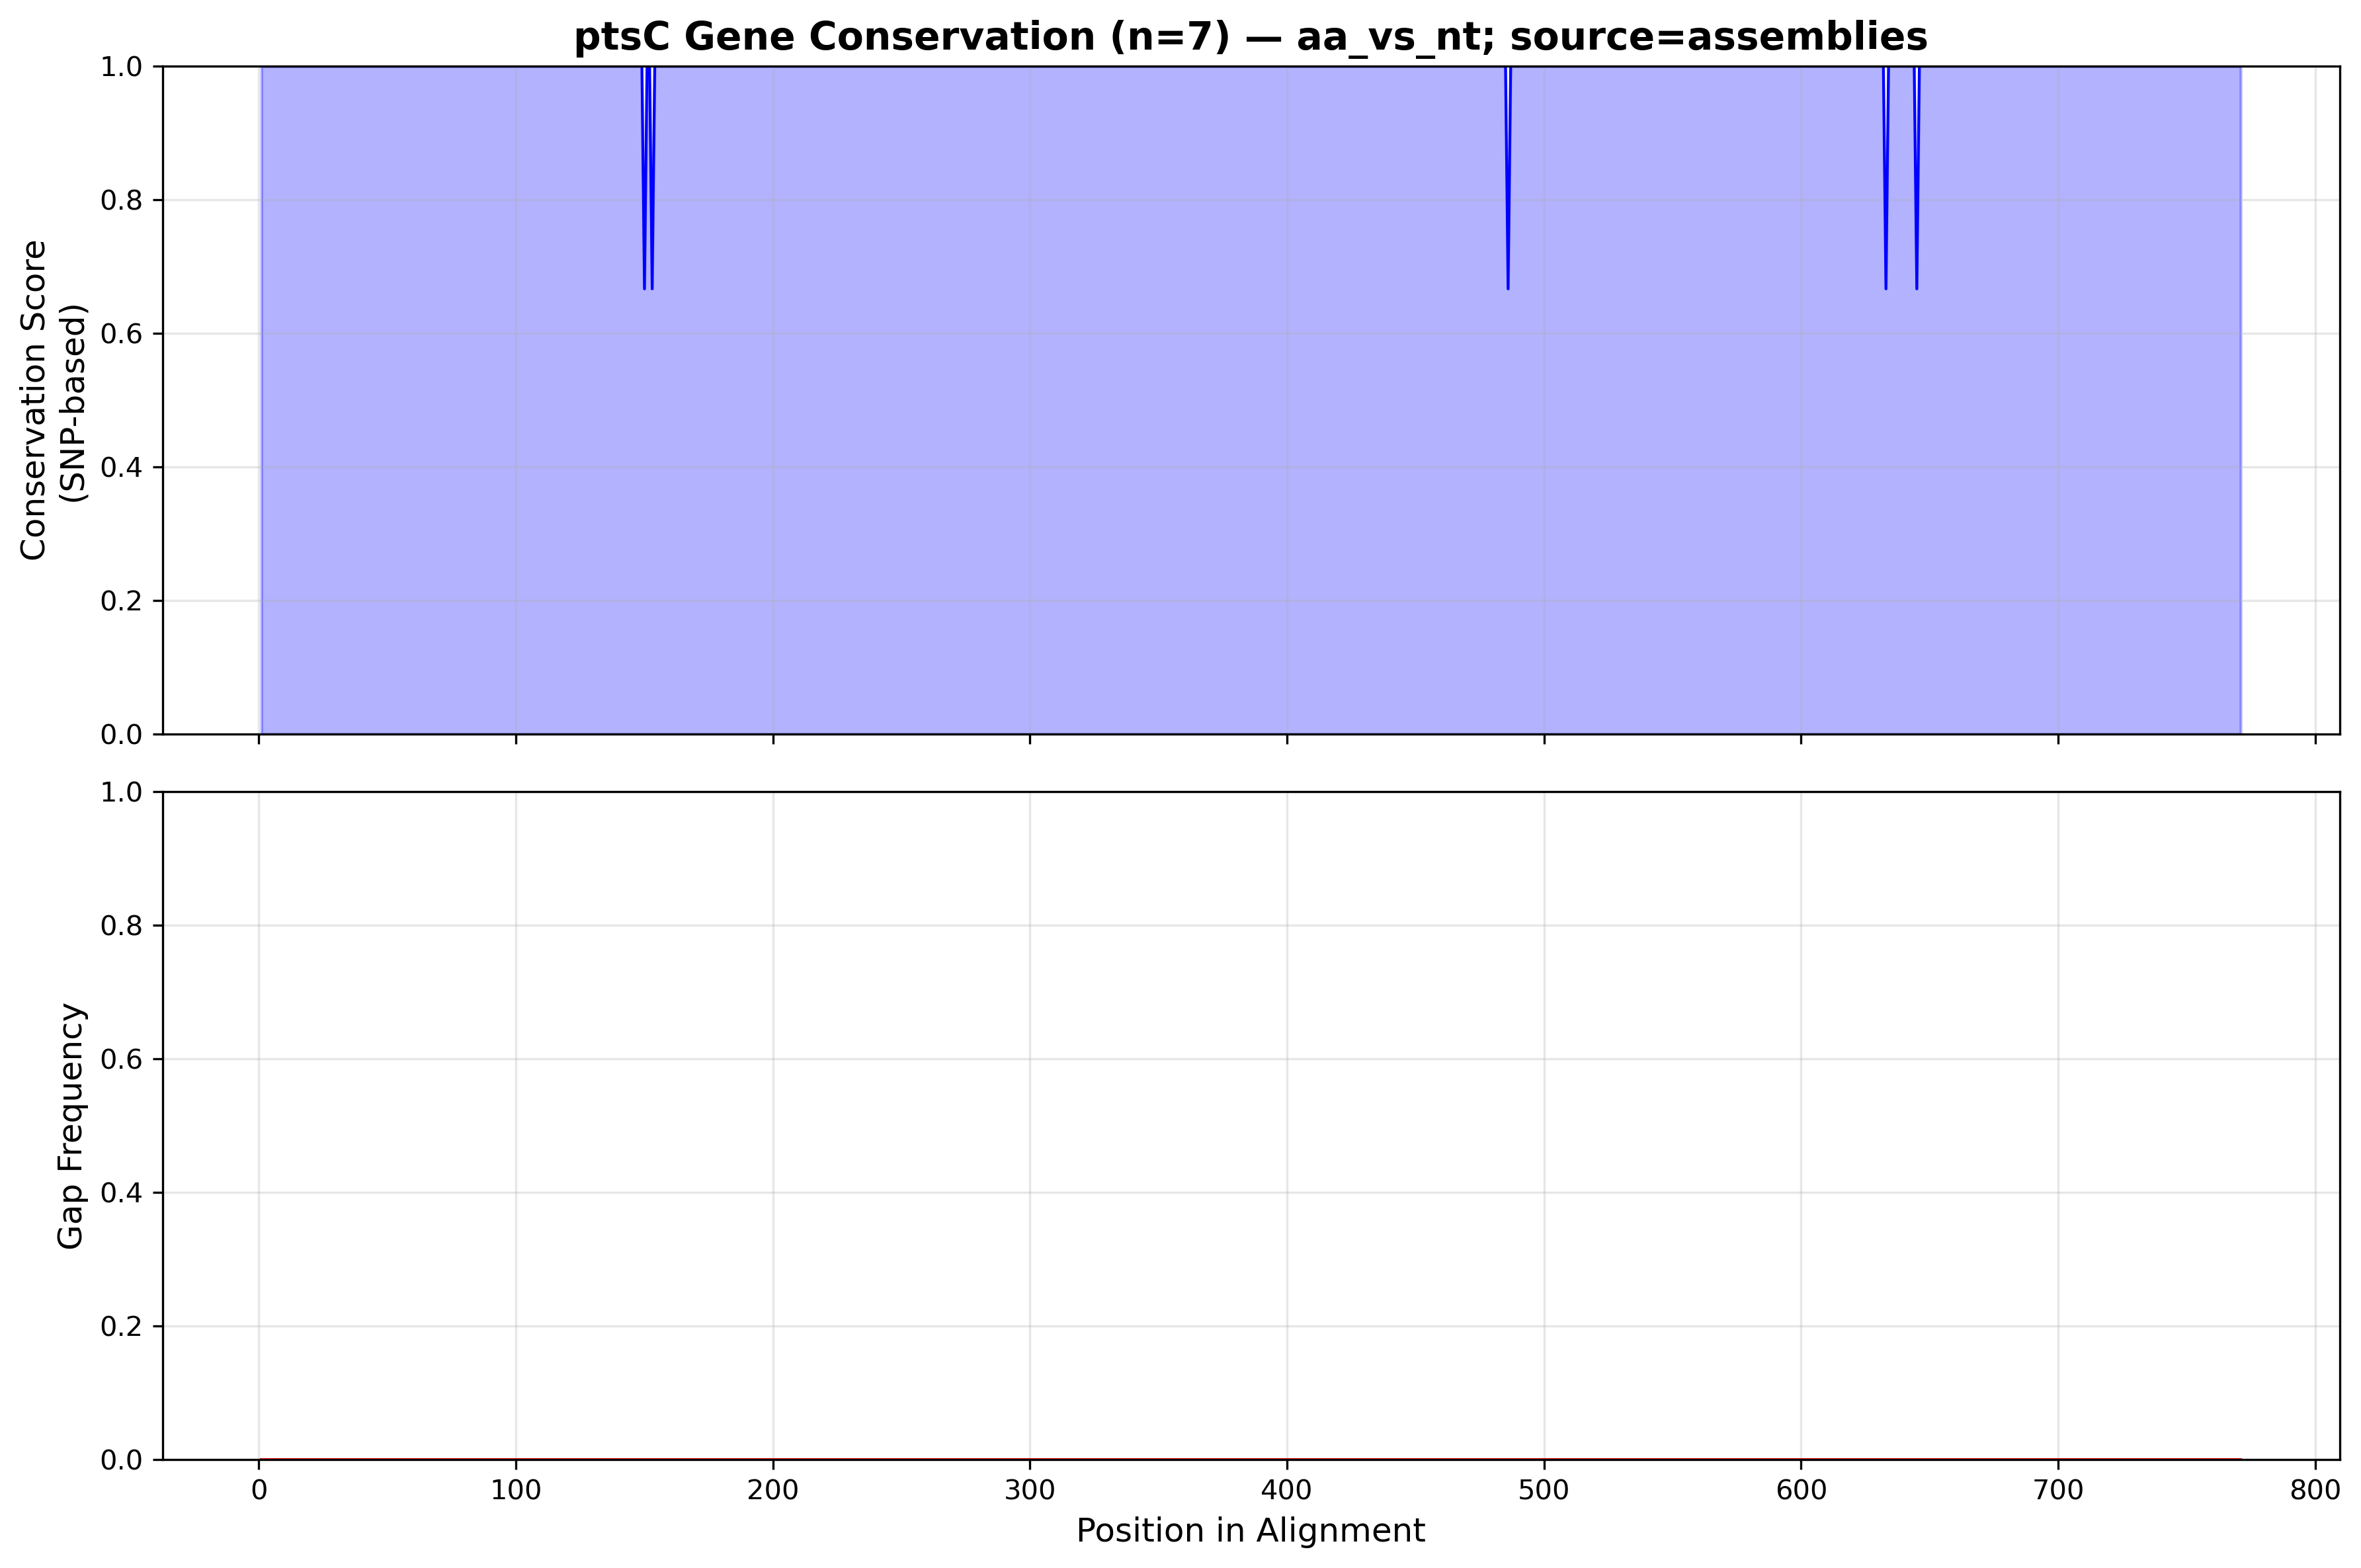 ptsC Gene Conservation (n=7) — aa_vs_nt; source=assemblies
Conservation Score
(SNP-based)
1.0
0.8
0.6
0.4
0.2
0.0
Gap Frequency
1.0
0.8
0.6
0.4
0.2
0.0
0 100 200 300 400 500 600 700 800
Position in Alignment